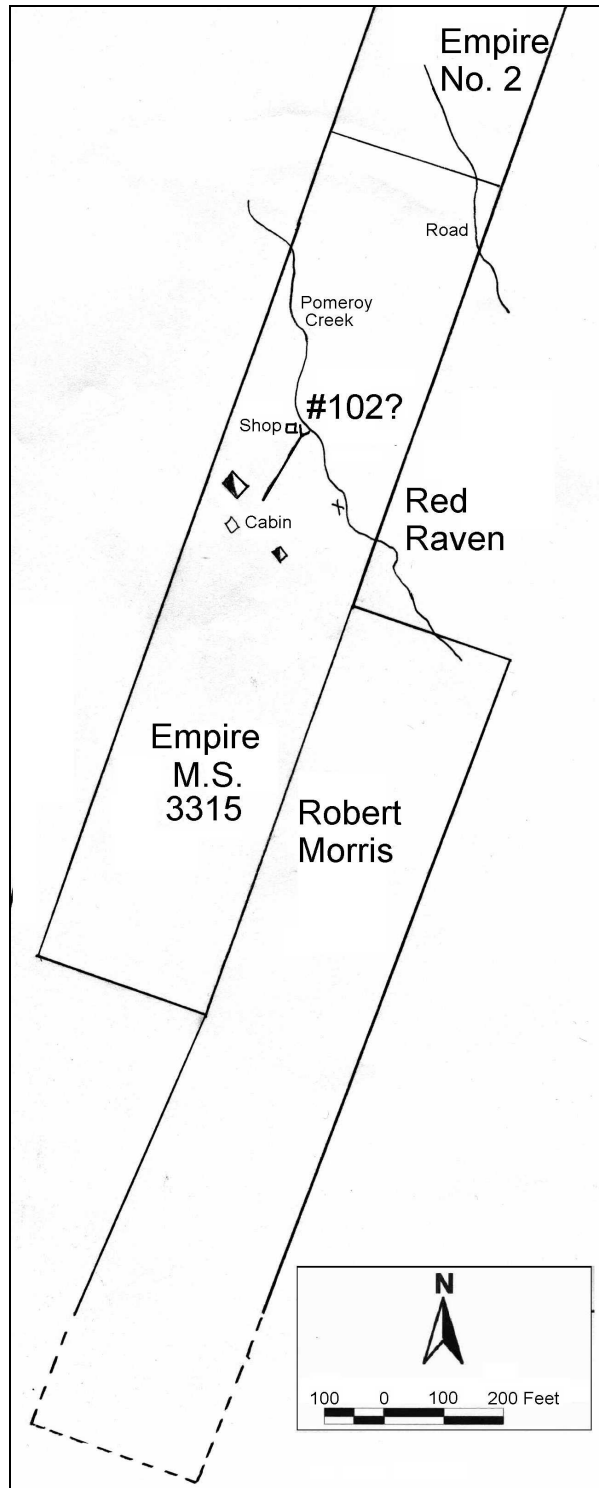 Empire
No. 2
Road
Pomeroy
Creek
#102?
Shop
Red
Raven
Cabin
Empire
M.S.
3315
Robert
Morris
N
100 0 100 200 Feet